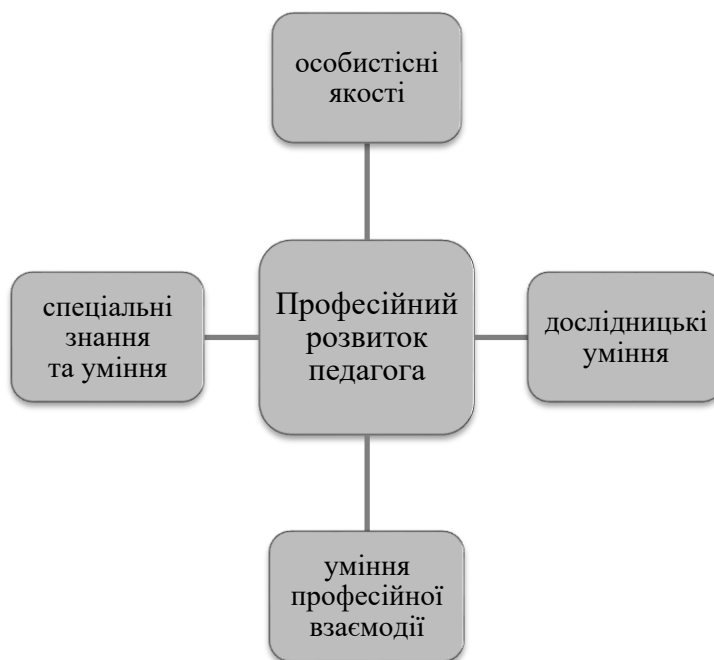 особистісні
якості
спеціальні
знання
та уміння
Професійний
розвиток
педагога
дослідницькі
уміння
уміння
професійної
взаємодії